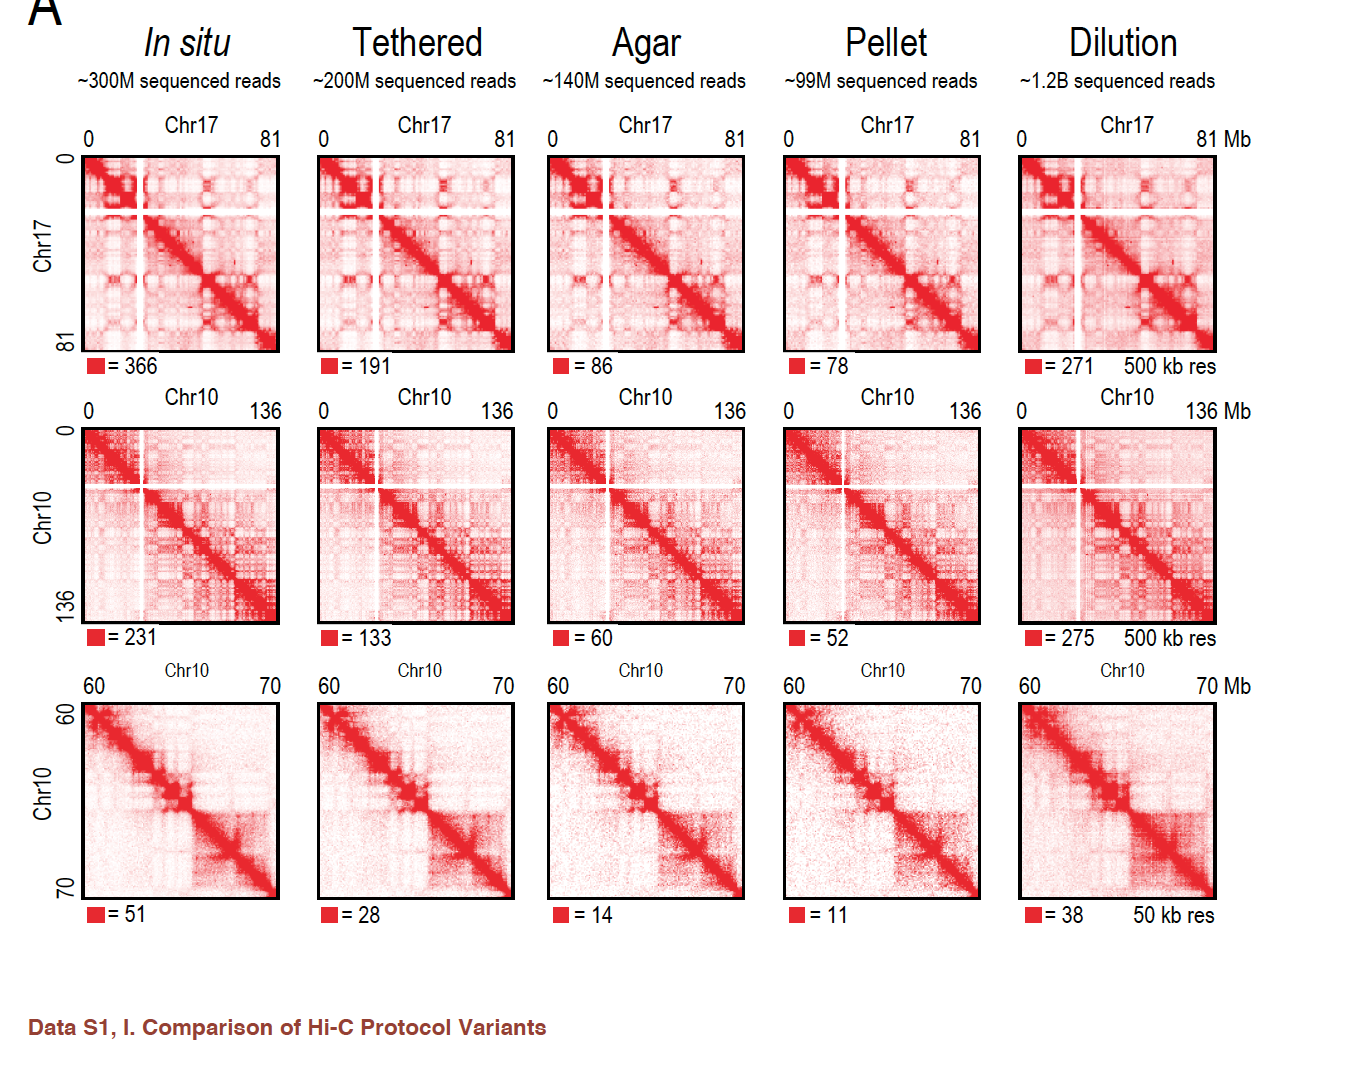 A
In situ Tethered Agar Pellet Dilution
~300M sequenced reads ~200M sequenced reads ~140M sequenced reads ~99M sequenced reads ~1.2B sequenced reads
Chr17 Chr17 Chr17 Chr17 Chr17
0 81 0 81 0 81 0 81 0 81 Mb
0
Chr17
81
= 366 = 191 = 86 = 78 = 271 500 kb res
Chr10 Chr10 Chr10 Chr10 Chr10
0 136 0 136 0 136 0 136 0 136 Mb
0
Chr10
136
= 231 = 133 = 60 = 52 = 275 500 kb res
Chr10 Chr10 Chr10 Chr10 Chr10
60 70 60 70 60 70 60 70 60 70 Mb
60
Chr10
70
= 51 = 28 = 14 = 11 = 38 50 kb res
Data S1, I. Comparison of Hi-C Protocol Variants